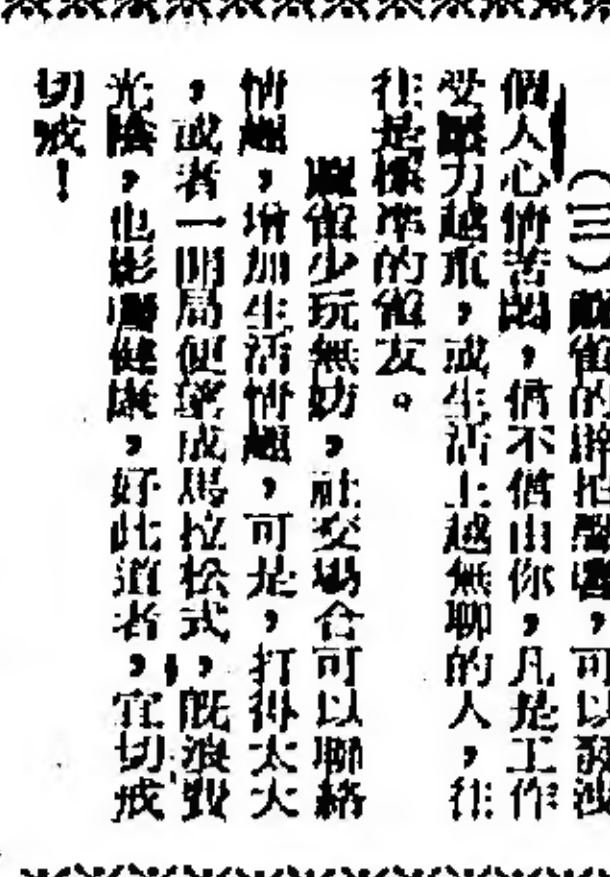 （三）麻雀的辟拍聲響，可以發洩
個人心情苦悶，信不信由你，凡是工作
受壓力越重，或生活上越無聊的人，往
往是標準的雀友。
麻雀少玩無妨，社交場合可以聯絡
情趣，增加生活情趣，可是，打得太大
，或者一開局便變成馬拉松式，既浪費
光陰，也影響健康，好此道者，宜切戒
切戒！